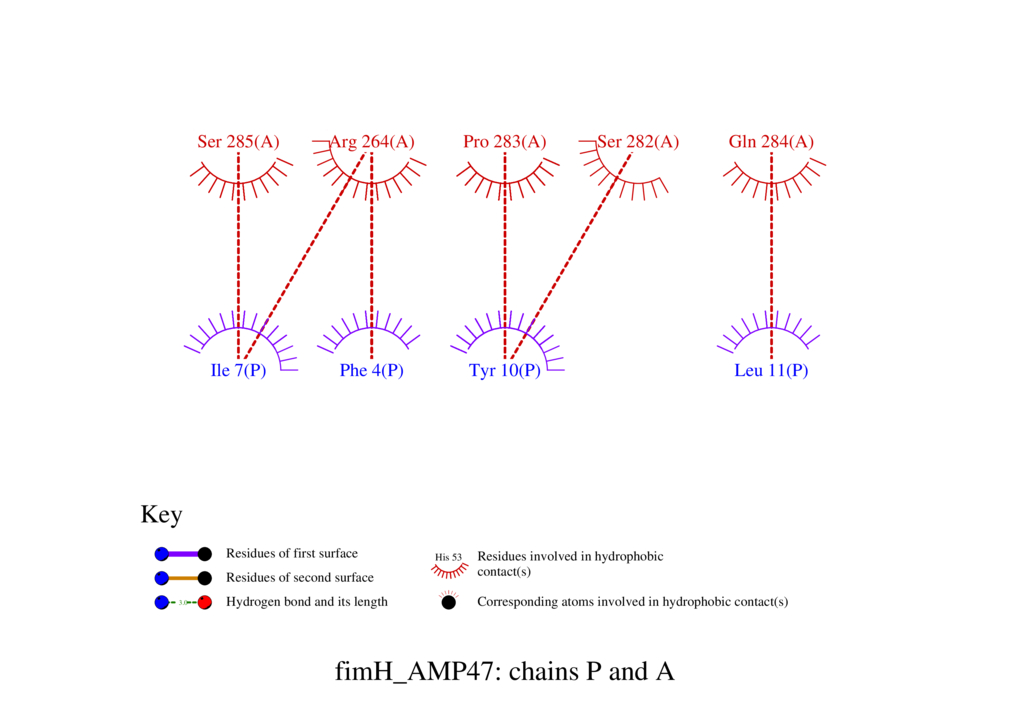 Ser 285(A) Arg 264(A) Pro 283(A) Ser 282(A) Gln 284(A)
Ile 7(P) Phe 4(P) Tyr 10(P) Leu 11(P)
Key
Residues of first surface
Residues of second surface
3.0
Hydrogen bond and its length
His 53
Residues involved in hydrophobic
contact(s)
Corresponding atoms involved in hydrophobic contact(s)
fimH_AMP47: chains P and A